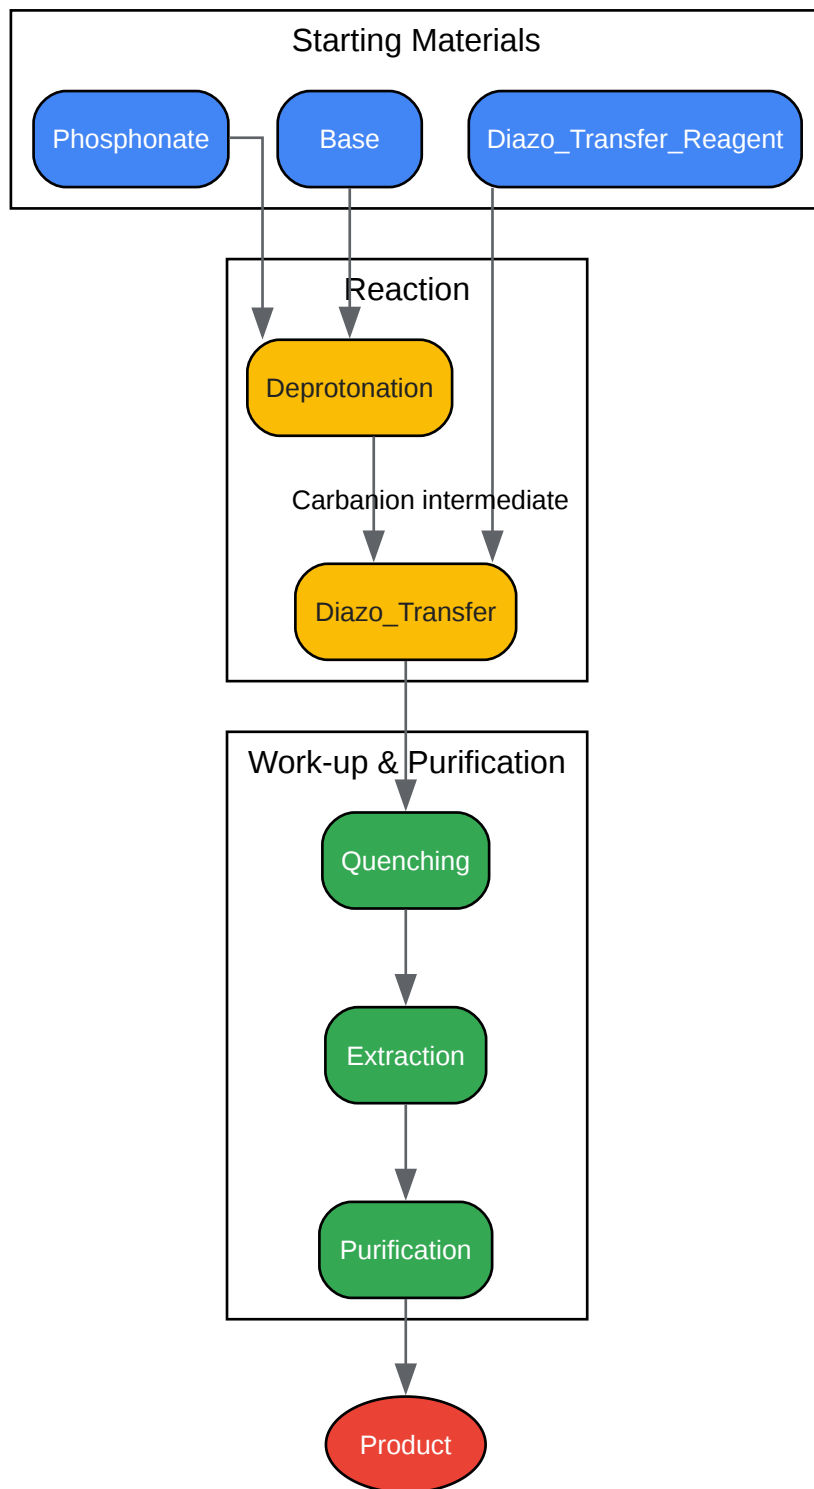 Starting Materials
Phosphonate
Base
Diazo_Transfer_Reagent
Reaction
Deprotonation
Carbanion intermediate
Diazo_Transfer
Work-up & Purification
Quenching
Extraction
Purification
Product